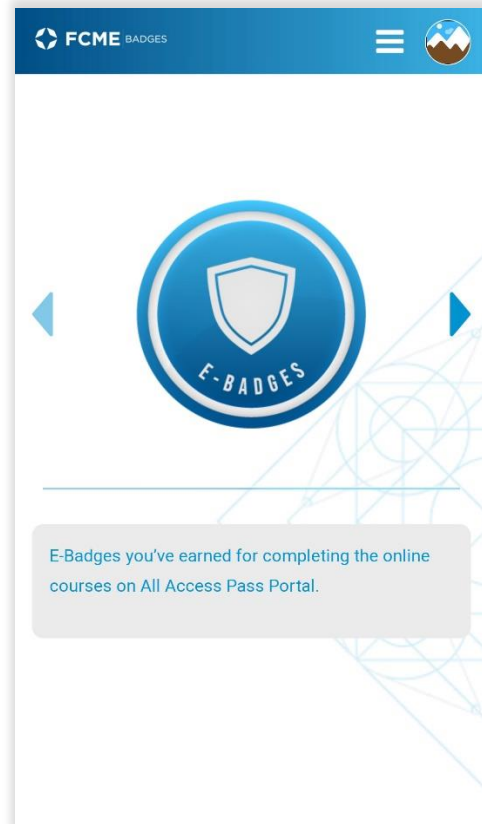 FCME BADGES
E-BADGES
E-Badges you've earned for completing the online
courses on All Access Pass Portal.